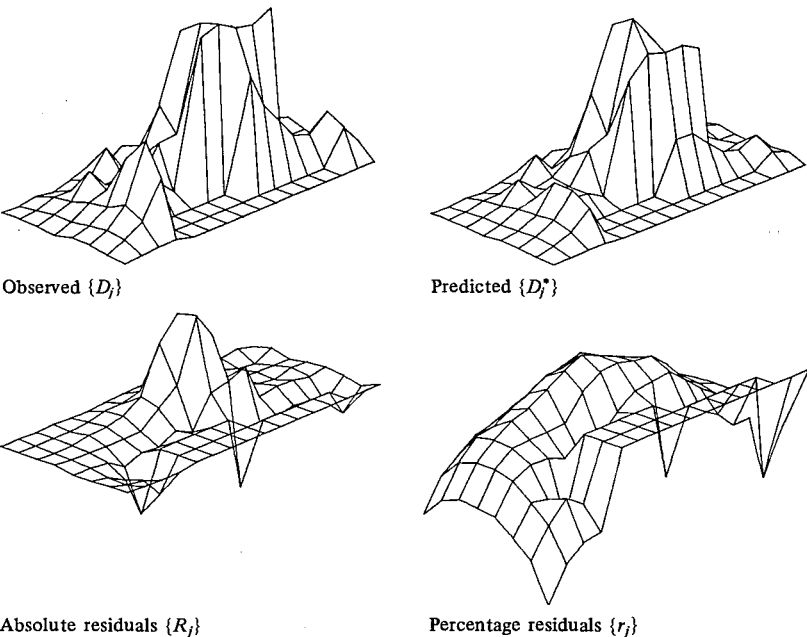 Observed {D_j}
Predicted {D_j^*}
Absolute residuals {R_j}
Percentage residuals {r_j}